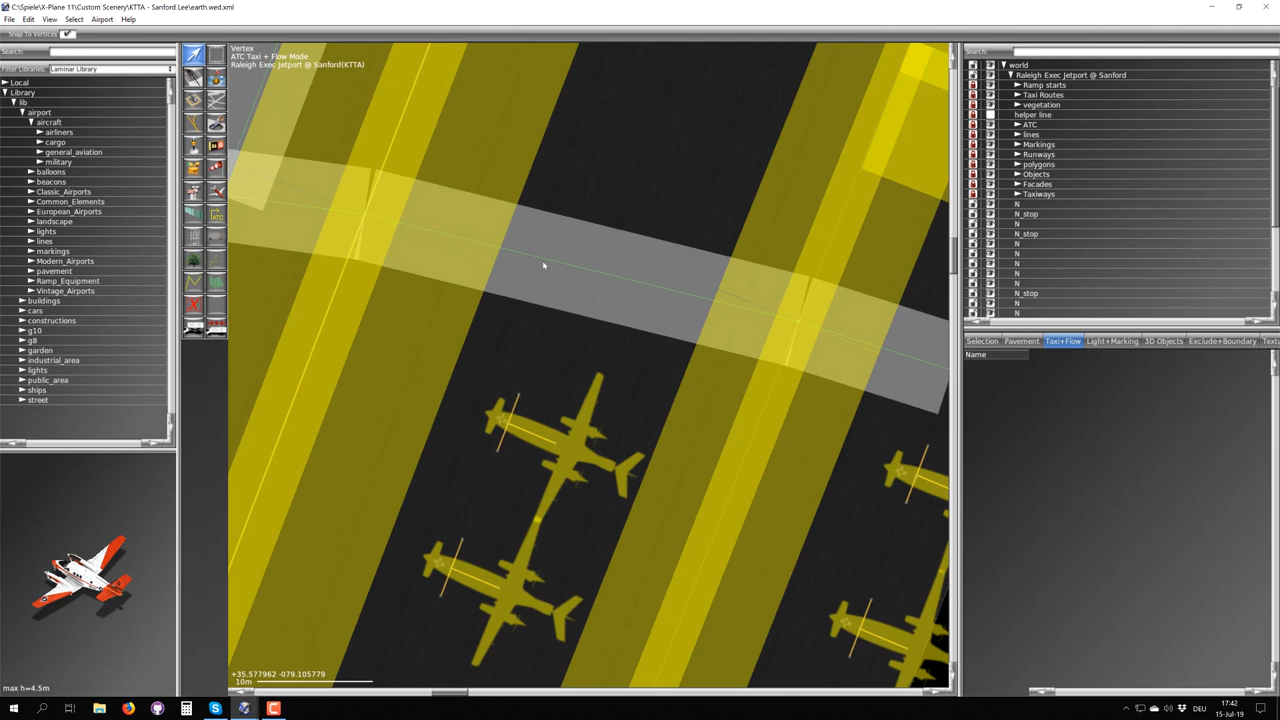 C:\Spiele\X-Plane 11\Custom Scenery\KTTA - Sanford Lee\earth.wed.xml
File Edit View Select Airport Help
Snap To Vertices
Search:
Filter Libraries: Laminar Library
Local
Library
lib
airport
aircraft
airliners
cargo
general_aviation
military
balloons
beacons
Classic_Airports
Common_Elements
European_Airports
landscape
lights
lines
markings
Modern_Airports
pavement
Ramp_Equipment
Vintage_Airports
buildings
cars
constructions
g10
g8
garden
industrial_area
lights
public_area
ships
street
max h=4.5m
Vertex
ATC Taxi + Flow Mode
Raleigh Exec Jetport @ Sanford(KTTA)
ATC
+35.577962 -079.105779
10m
Search:
world
Raleigh Exec Jetport @ Sanford
Ramp starts
Taxi Routes
vegetation
helper line
ATC
lines
Markings
Runways
polygons
Objects
Facades
Taxiways
N
N_stop
N
N_stop
N
N
N
N
N
N_stop
N
N
Selection Pavement Taxi+Flow Light+Marking 3D Objects Exclude+Boundary Textu
Name
DEU
17:42
15-Jul-19